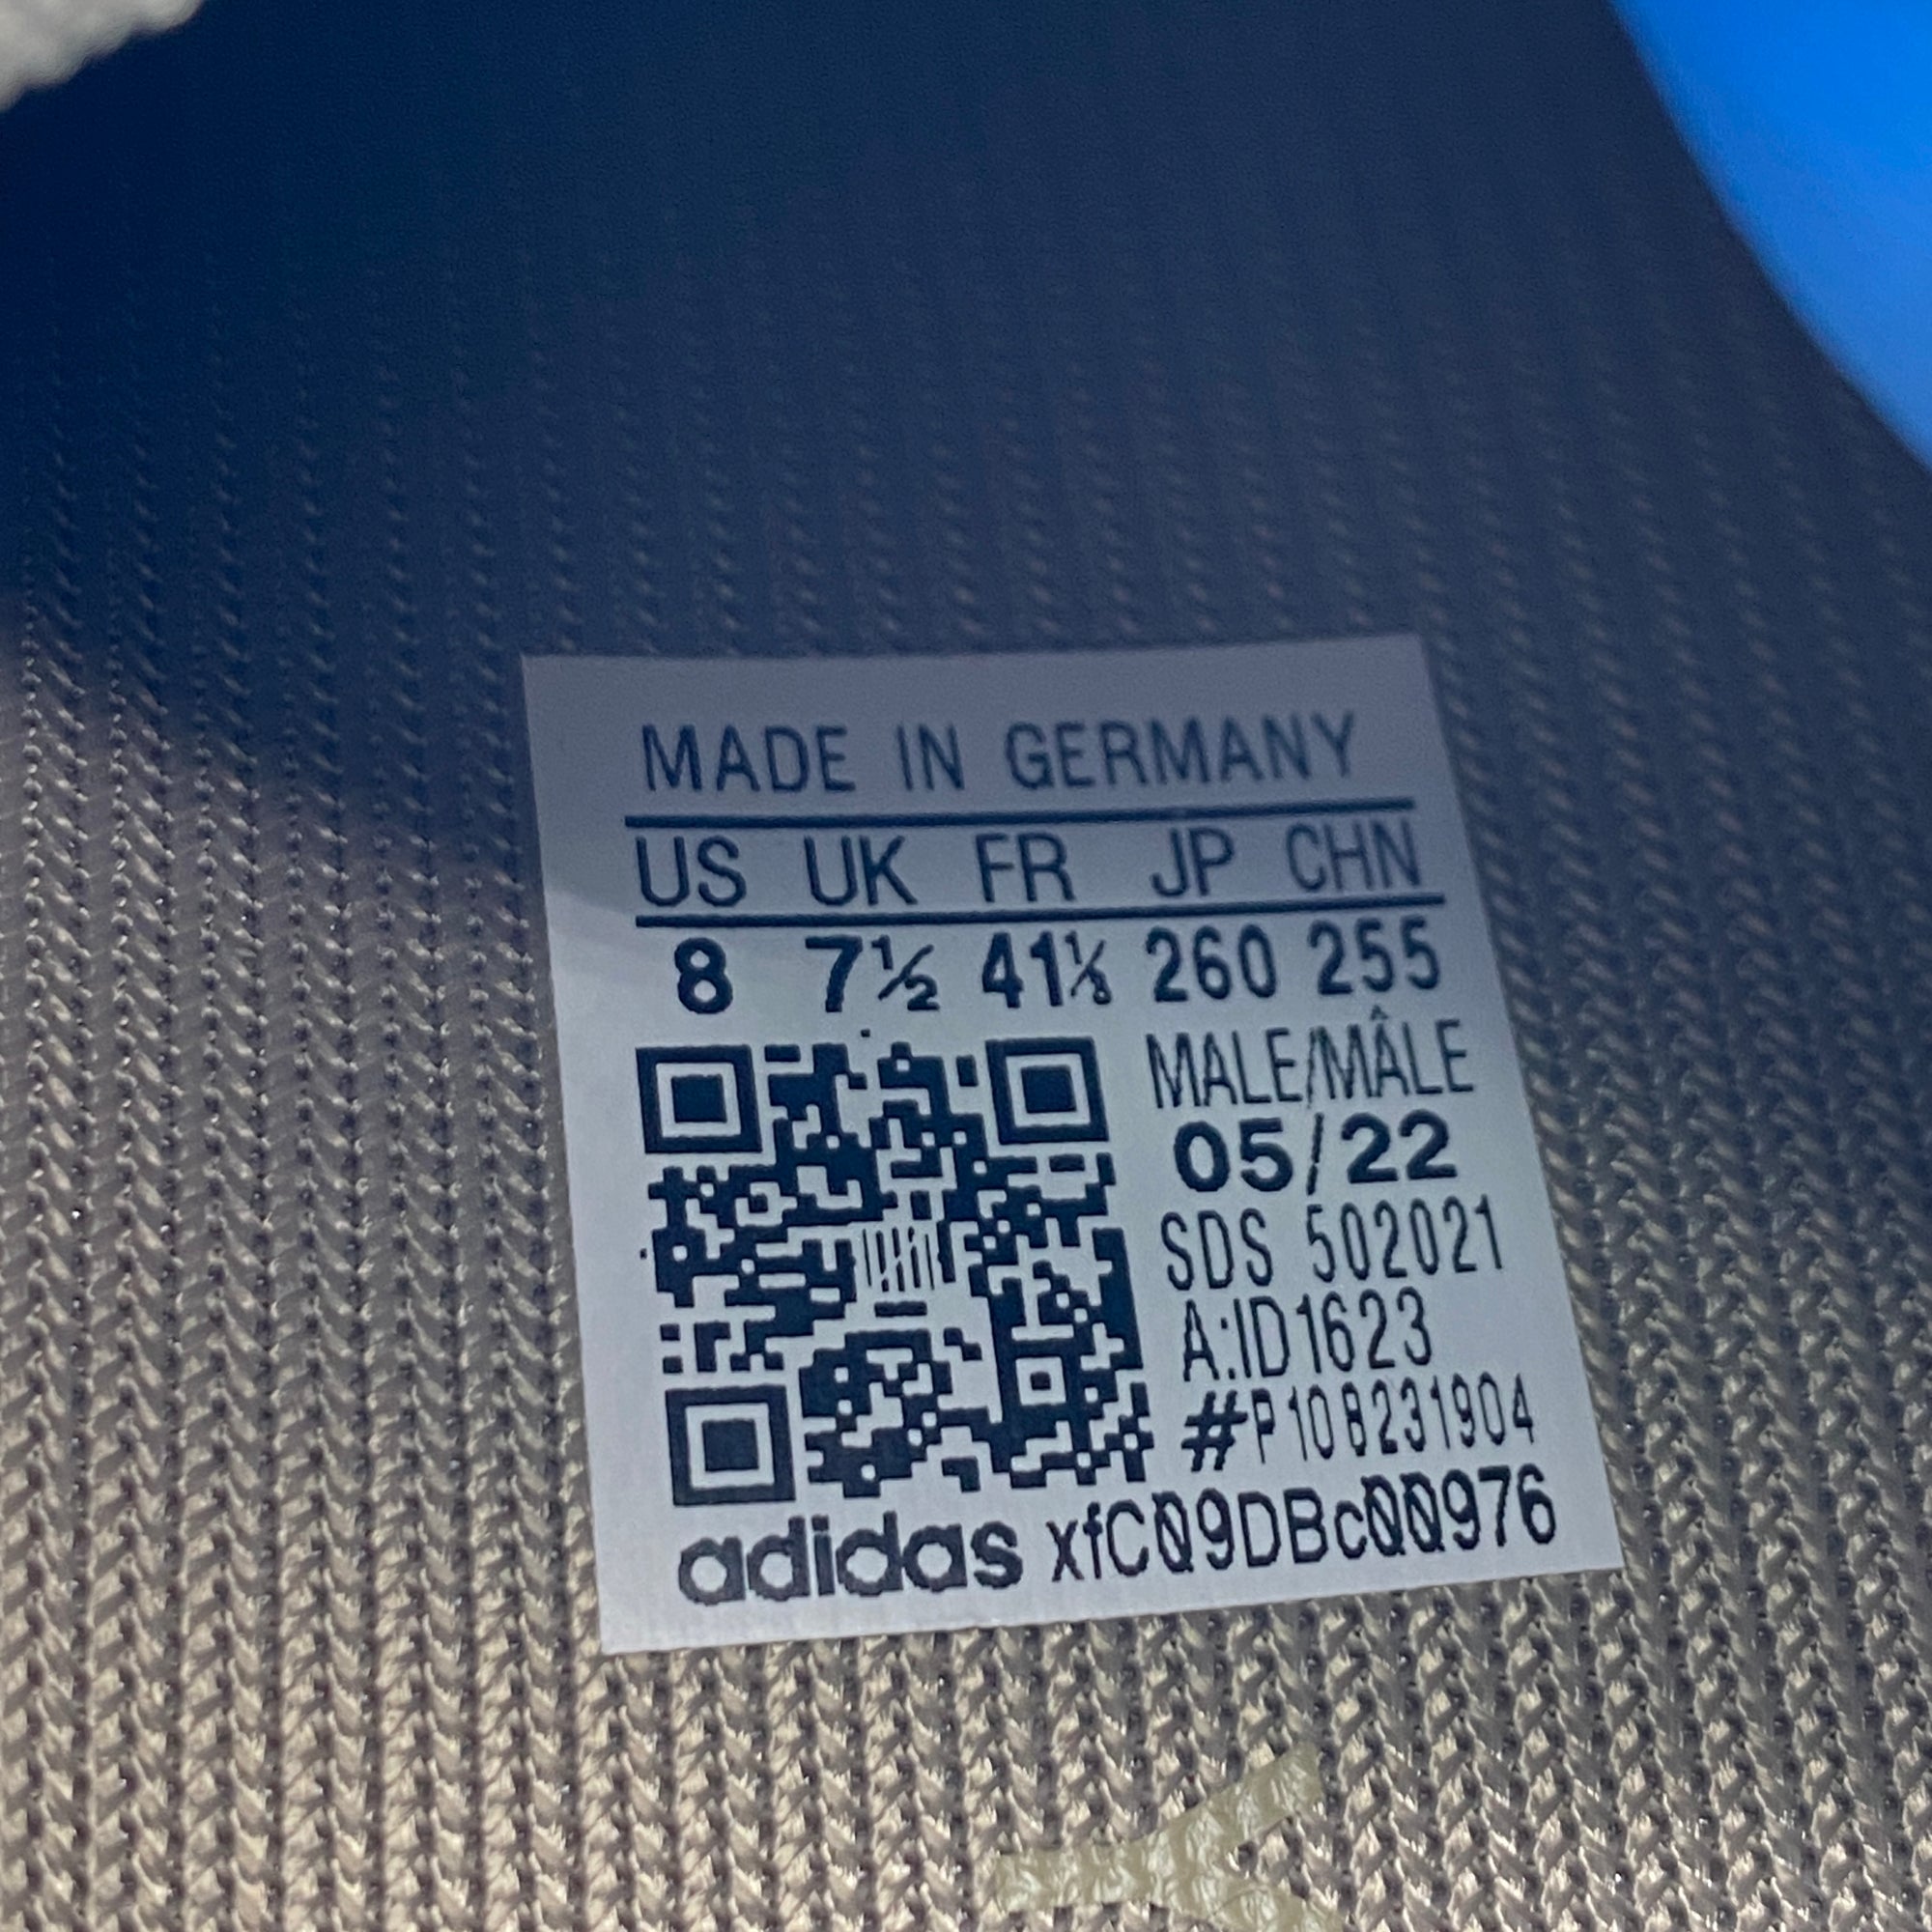 MADE IN GERMANY
US UK FR JP CHN
8 7½ 41⅓ 260 255
MALE/MÂLE
05/22
SDS 502021
A:ID1623
#P108231904
adidas xfC09DBc00976